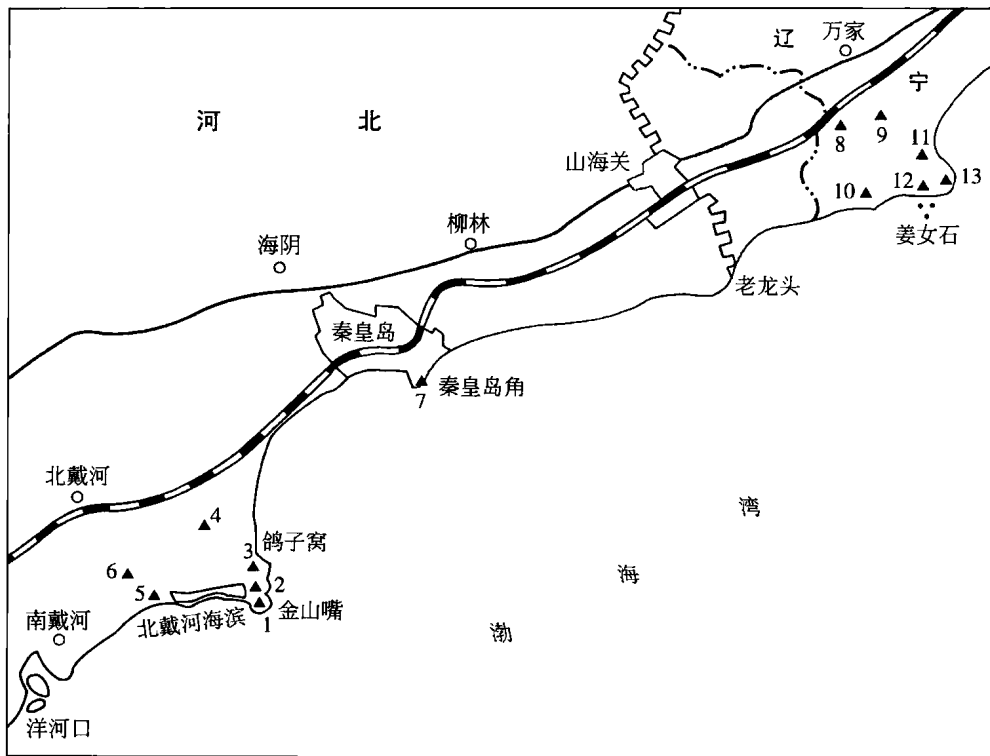 辽
万家
宁
河 北
8
9
11
山海关
10
12
13
姜女石
柳林
海阴
老龙头
秦皇岛
秦皇岛角
7
北戴河
湾
4
鸽子窝
3
6
海
2
5
金山嘴
北戴河海滨
1
南戴河
渤
洋河口